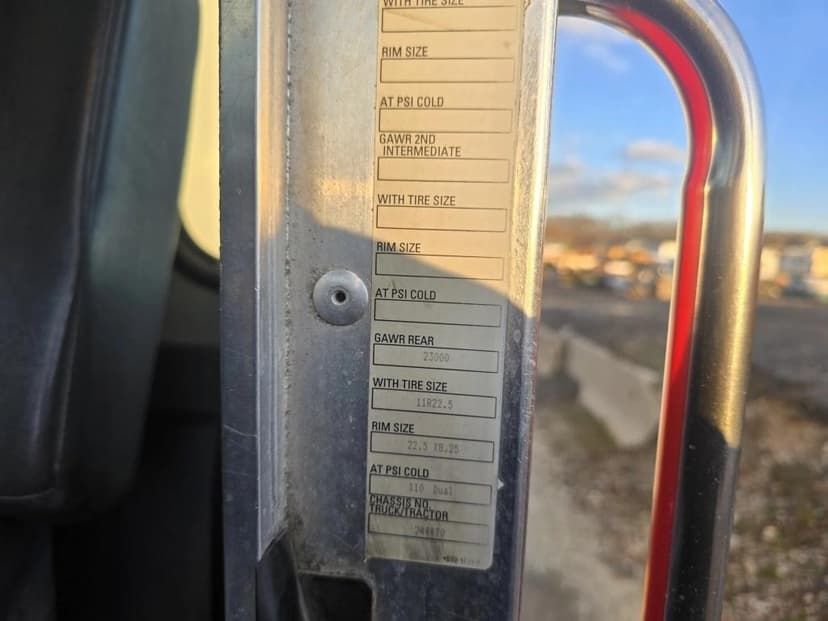 WITH TIRE SIZE
RIM SIZE
AT PSI COLD
GAWR 2ND
INTERMEDIATE
WITH TIRE SIZE
RIM SIZE
AT PSI COLD
GAWR REAR
23000
WITH TIRE SIZE
11R22.5
RIM SIZE
22.5 X8.25
AT PSI COLD
110 Dual
CHASSIS NO.
TRUCK/TRACTOR